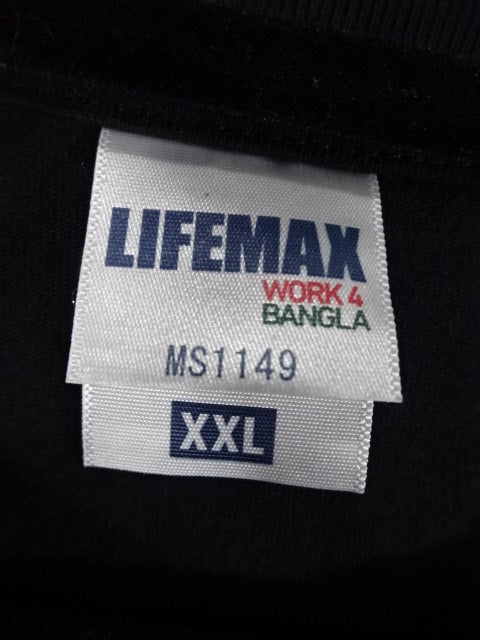 LIFEMAX
WORK 4
BANGLA
MS1149
XXL